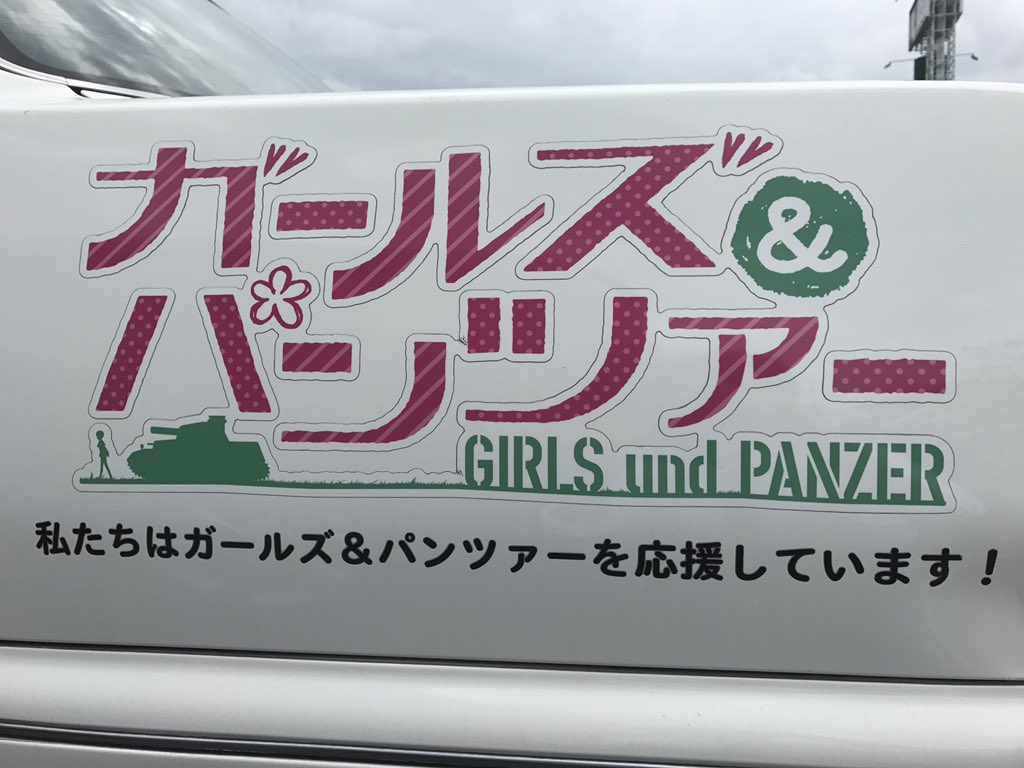 ガールズ&
パンツァー
GIRLS und PANZER
私たちはガールズ&パンツァーを応援しています!